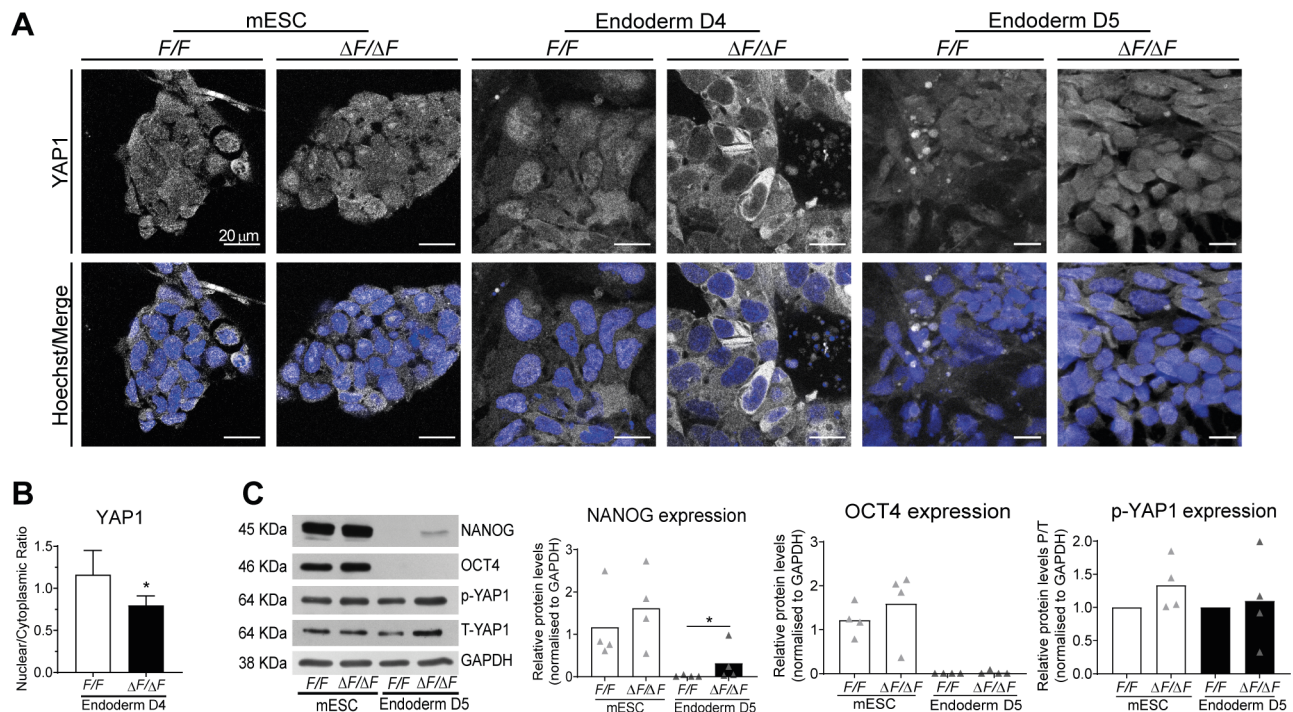 A
mESC
Endoderm D4
Endoderm D5
F/F
ΔF/ΔF
F/F
ΔF/ΔF
F/F
ΔF/ΔF
YAP1
20 μm
Hoechst/Merge
B
YAP1
Nuclear/Cytoplasmic Ratio
1.5
1.0
0.5
0.0
*
F/F
ΔF/ΔF
Endoderm D4
C
45 KDa
NANOG
46 KDa
OCT4
64 KDa
p-YAP1
64 KDa
T-YAP1
38 KDa
GAPDH
F/F ΔF/ΔF F/F ΔF/ΔF
mESC Endoderm D5
NANOG expression
Relative protein levels
(normalised to GAPDH)
3
2
1
0
*
F/F ΔF/ΔF F/F ΔF/ΔF
mESC Endoderm D5
OCT4 expression
Relative protein levels
(normalised to GAPDH)
3
2
1
0
F/F ΔF/ΔF F/F ΔF/ΔF
mESC Endoderm D5
p-YAP1 expression
Relative protein levels P/T
(normalised to GAPDH)
2.0
1.5
1.0
0.5
0.0
F/F ΔF/ΔF F/F ΔF/ΔF
mESC Endoderm D5